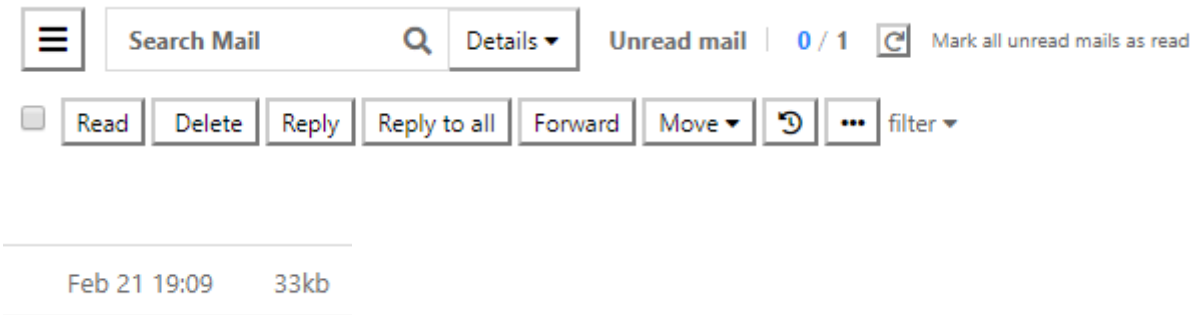 Search Mail Details Unread mail 0 / 1 Mark all unread mails as read
Read Delete Reply Reply to all Forward Move ••• filter
Feb 21 19:09 33kb